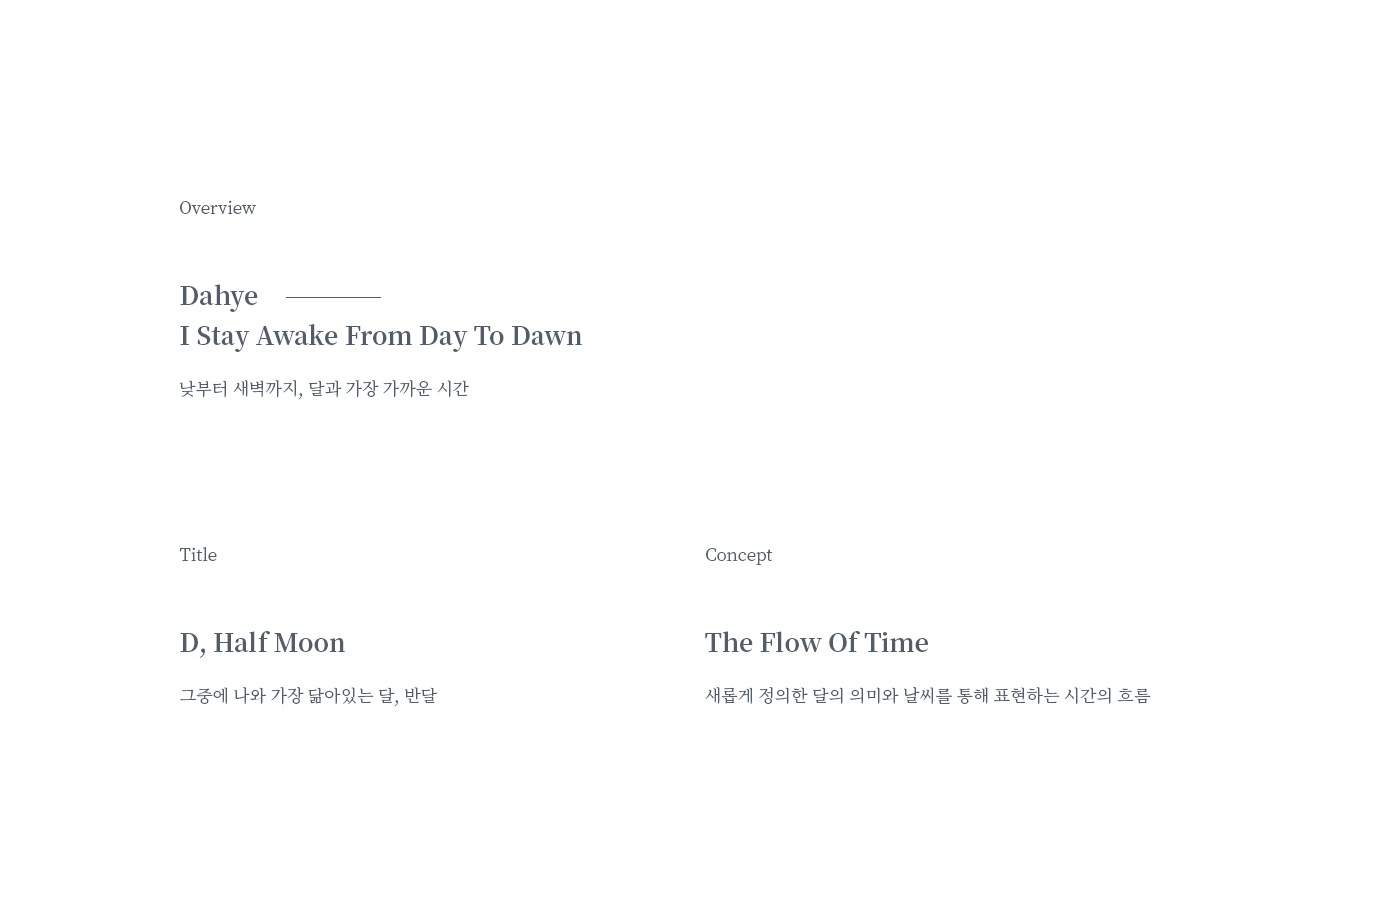 Overview
Dahye
I Stay Awake From Day To Dawn
낮부터 새벽까지, 달과 가장 가까운 시간
Title
D, Half Moon
그중에 나와 가장 닮아있는 달, 반달
Concept
The Flow Of Time
새롭게 정의한 달의 의미와 날씨를 통해 표현하는 시간의 흐름